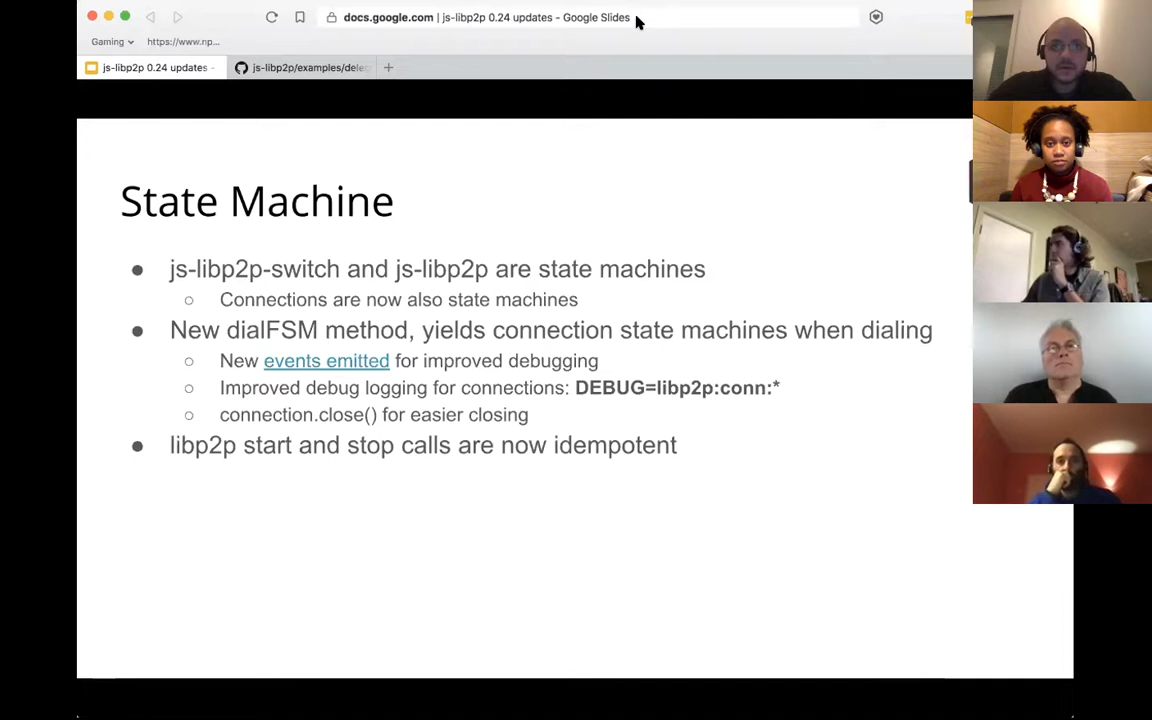 docs.google.com | js-libp2p 0.24 updates - Google Slides
Gaming https://www.np...
js-libp2p 0.24 updates - js-libp2p/examples/dele
State Machine
● js-libp2p-switch and js-libp2p are state machines
○ Connections are now also state machines
● New dialFSM method, yields connection state machines when dialing
○ New events emitted for improved debugging
○ Improved debug logging for connections: DEBUG=libp2p:conn:*
○ connection.close() for easier closing
● libp2p start and stop calls are now idempotent